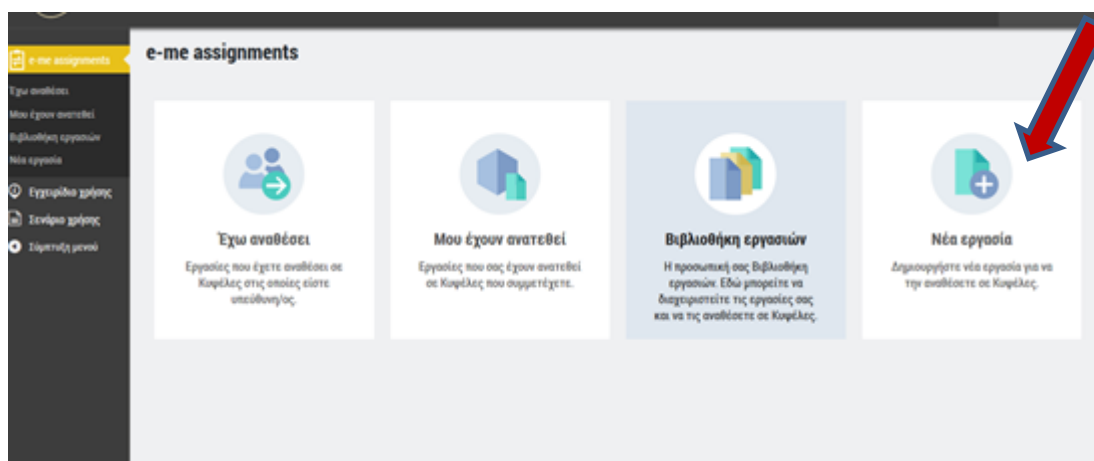 e-me assignments
e-me assignments
Έχω αναθέσει
Μου έχουν ανατεθεί
Βιβλιοθήκη εργασιών
Νέα εργασία
Εγχειρίδιο χρήσης
Σενάριο χρήσης
Σύμπτυξη μενού
Έχω αναθέσει
Εργασίες που έχετε αναθέσει σε
Κυψέλες στις οποίες είστε
υπεύθυνη/ος.
Μου έχουν ανατεθεί
Εργασίες που σας έχουν ανατεθεί
σε Κυψέλες που συμμετέχετε.
Βιβλιοθήκη εργασιών
Η προσωπική σας Βιβλιοθήκη
εργασιών. Εδώ μπορείτε να
διαχειριστείτε τις εργασίες σας
και να τις αναθέσετε σε Κυψέλες.
Νέα εργασία
Δημιουργήστε νέα εργασία για να
την αναθέσετε σε Κυψέλες.